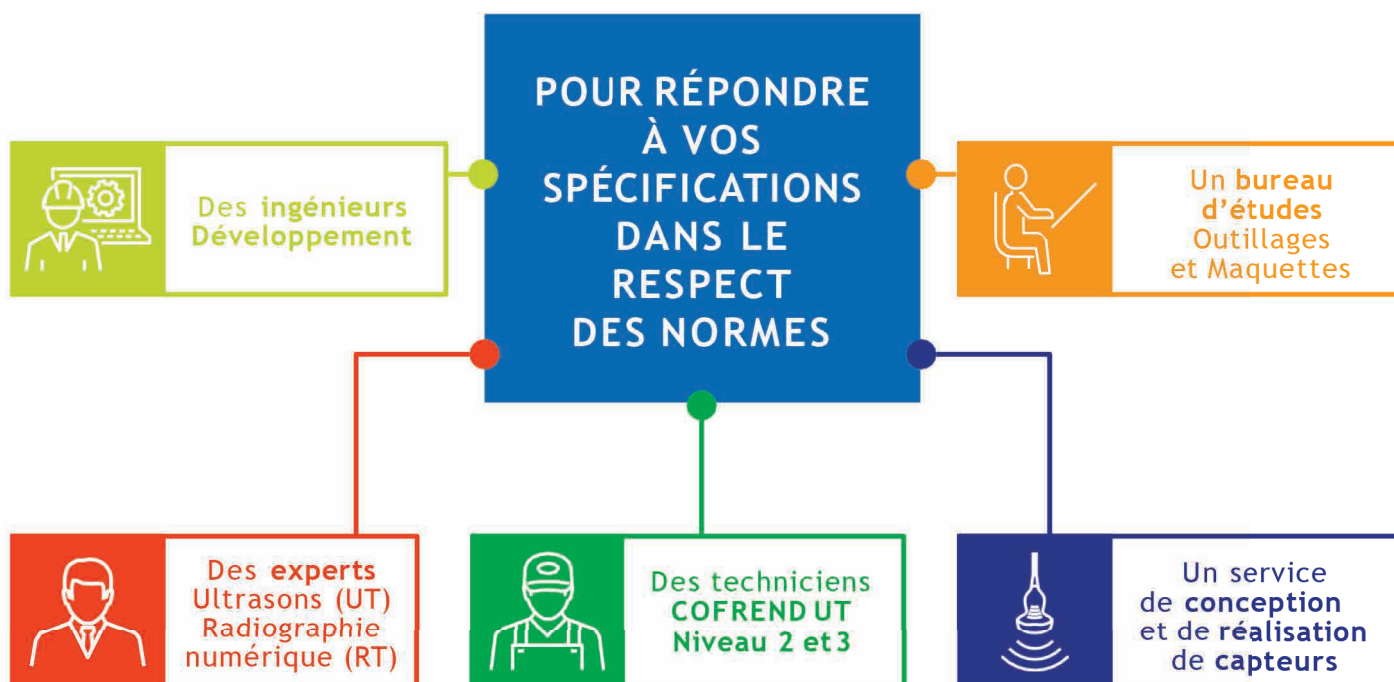 POUR RÉPONDRE
À VOS
SPÉCIFICATIONS
DANS LE
RESPECT
DES NORMES
Des ingénieurs
Développement
Un bureau
d'études
Outillages
et Maquettes
Des experts
Ultrasons (UT)
Radiographie
numérique (RT)
Des techniciens
COFREND UT
Niveau 2 et 3
Un service
de conception
et de réalisation
de capteurs